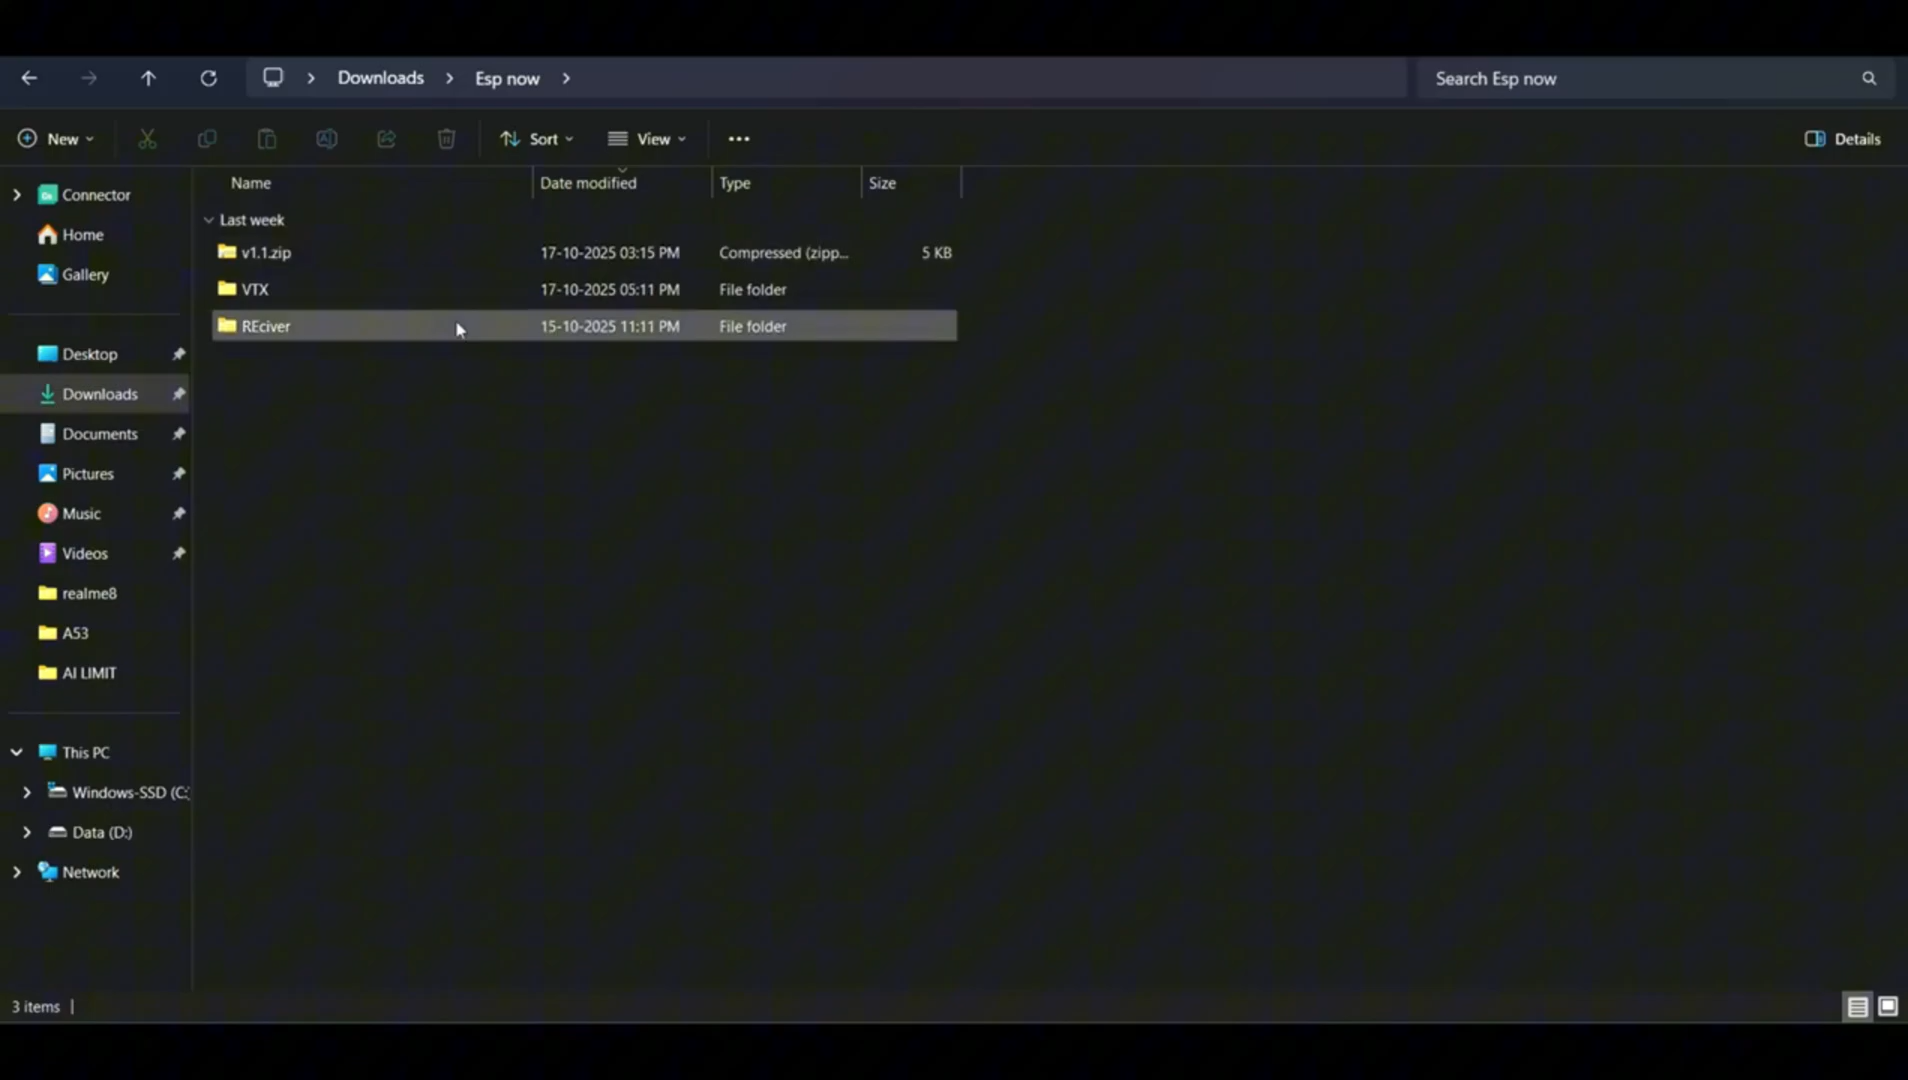 Downloads
Esp now
Search Esp now
New
Sort
View
Details
Name
Date modified
Type
Size
Last week
v1.1.zip 17-10-2025 03:15 PM Compressed (zipp... 5 KB
VTX 17-10-2025 05:11 PM File folder
REciver 15-10-2025 11:11 PM File folder
Connector
Home
Gallery
Desktop
Downloads
Documents
Pictures
Music
Videos
realme8
A53
AI LIMIT
This PC
Windows-SSD (C:
Data (D:)
Network
3 items